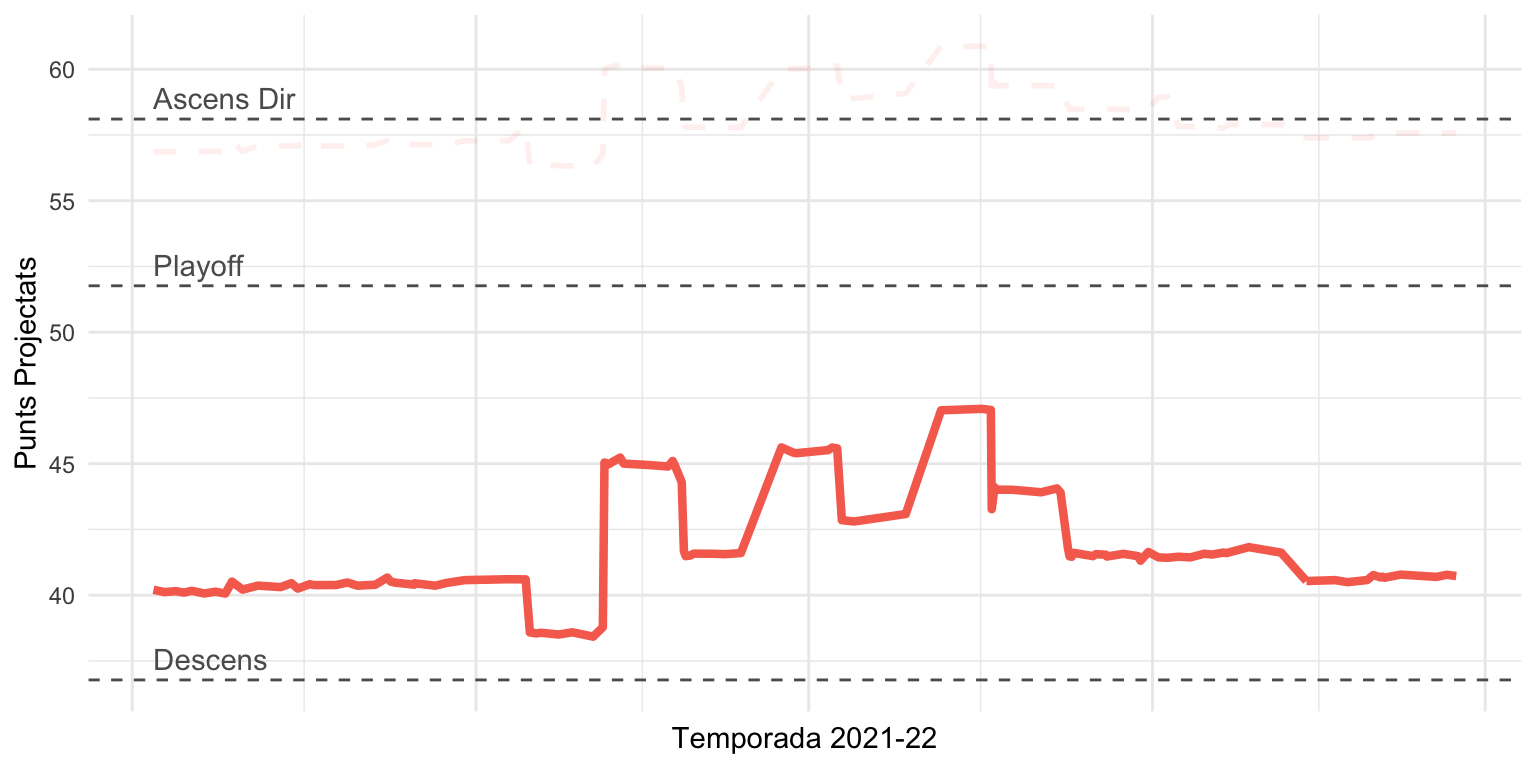 60
Ascens Dir
55
Playoff
50
45
40
Descens
Punts Projectats
Temporada 2021-22